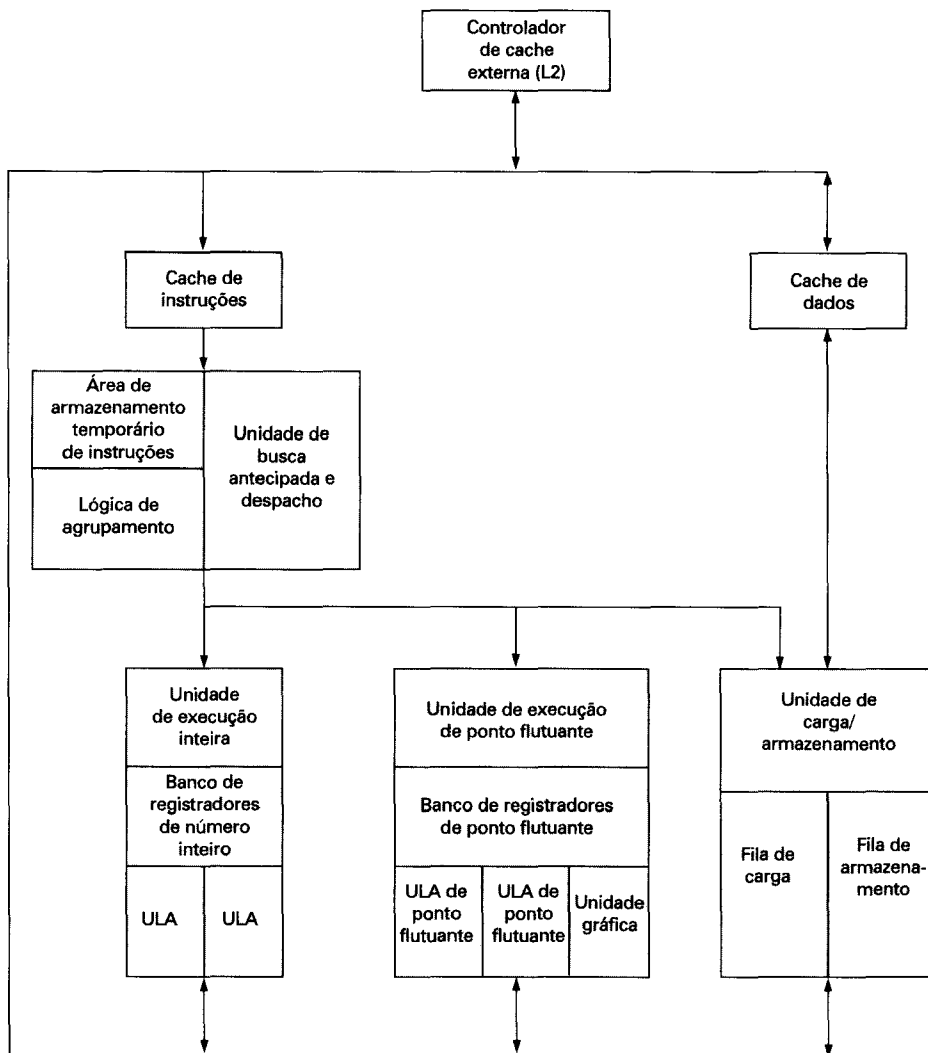 Controlador
de cache
externa (L2)
Cache de
instruções
Cache de
dados
Área de
armazenamento
temporário
de instruções
Lógica de
agrupamento
Unidade de
busca
antecipada e
despacho
Unidade
de execução
inteira
Banco de
registradores
de número
inteiro
ULA
ULA
Unidade de execução
de ponto flutuante
Banco de registradores
de ponto flutuante
ULA de
ponto
flutuante
ULA de
ponto
flutuante
Unidade
gráfica
Unidade de
carga/
armazenamento
Fila de
carga
Fila de
armazena-
mento